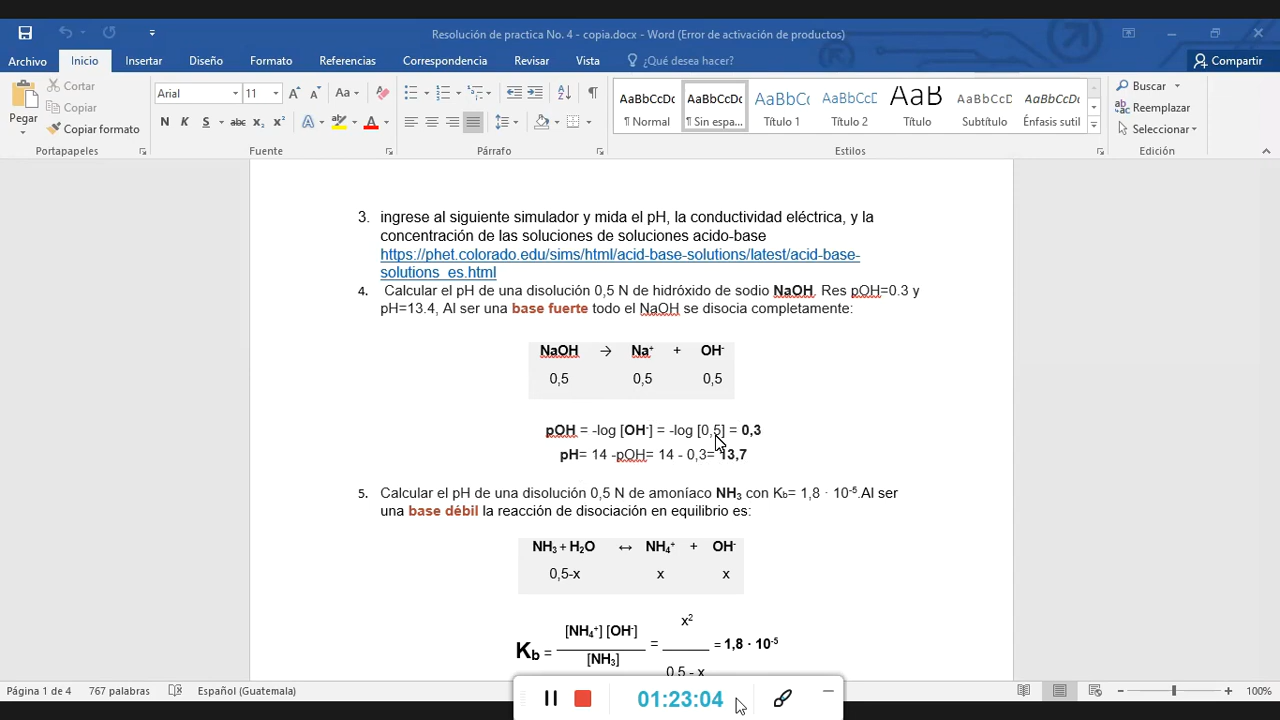 Resolución de practica No. 4 - copia.docx - Word (Error de activación de productos)
Archivo Inicio Insertar Diseño Formato Referencias Correspondencia Revisar Vista ¿Qué desea hacer? Compartir
Pegar
Cortar
Copiar
Copiar formato
Arial 11
Aa
N K S abc x₂ x²
A A
AaBbCcDc AaBbCcDc AaBbCc AaBbCcD AaB AaBbCcD AaBbCcDc
¶ Normal ¶ Sin espa... Título 1 Título 2 Título Subtítulo Énfasis sutil
Buscar
Reemplazar
Seleccionar
Portapapeles Fuente Párrafo Estilos Edición
3. ingrese al siguiente simulador y mida el pH, la conductividad eléctrica, y la
concentración de las soluciones de soluciones acido-base
https://phet.colorado.edu/sims/html/acid-base-solutions/latest/acid-base-
solutions_es.html
4. Calcular el pH de una disolución 0,5 N de hidróxido de sodio NaOH. Res pOH=0.3 y
pH=13.4, Al ser una base fuerte todo el NaOH se disocia completamente:
NaOH → Na⁺ + OH⁻
0,5 0,5 0,5
pOH = -log [OH⁻] = -log [0,5] = 0,3
pH= 14 -pOH= 14 - 0,3= 13,7
5. Calcular el pH de una disolución 0,5 N de amoníaco NH₃ con Kb= 1,8 · 10⁻⁵.Al ser
una base débil la reacción de disociación en equilibrio es:
NH₃ + H₂O ↔ NH₄⁺ + OH⁻
0,5-x x x
x²
[NH₄⁺] [OH⁻]
Kb = = = 1,8 · 10⁻⁵
[NH₃]
0,5 - x
01:23:04
Página 1 de 4 767 palabras Español (Guatemala) 100%